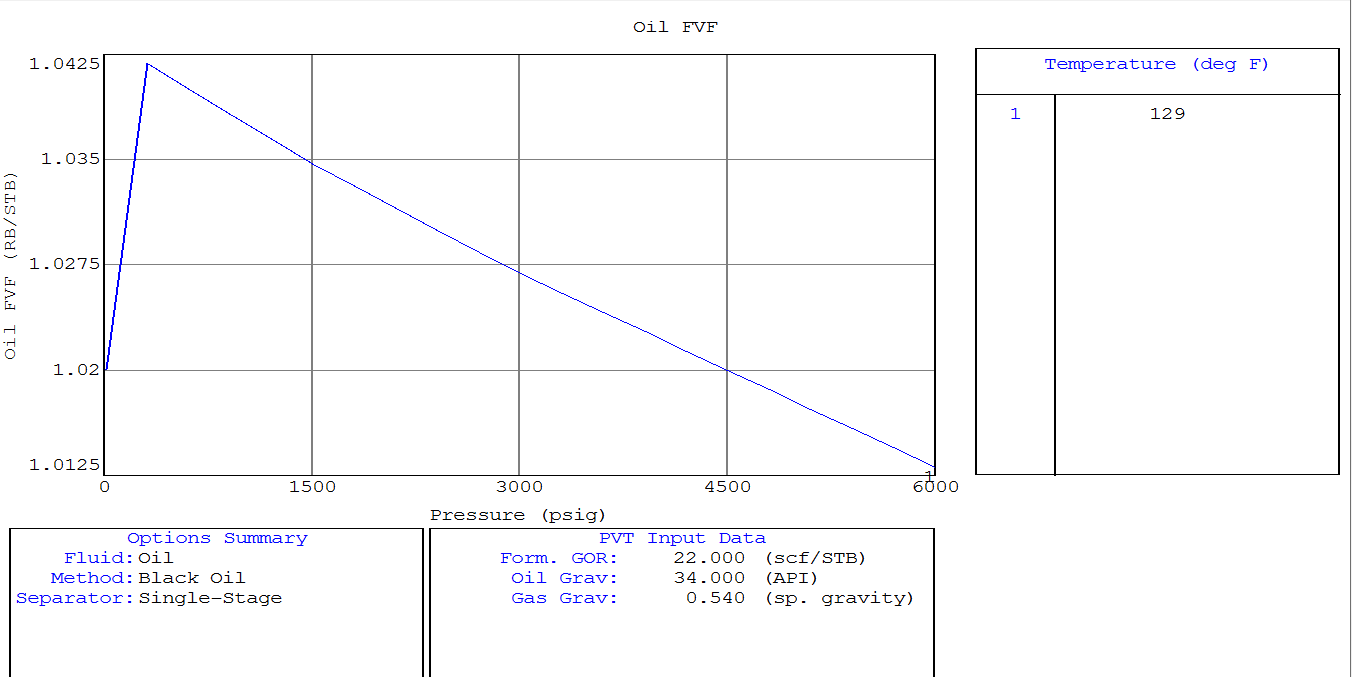 Oil FVF
1.0425
1.035
1.0275
1.02
1.0125
Oil FVF (RB/STB)
0 1500 3000 4500 6000
1
Pressure (psig)
Temperature (deg F)
1 129
Options Summary
Fluid: Oil
Method: Black Oil
Separator: Single-Stage
PVT Input Data
Form. GOR: 22.000 (scf/STB)
Oil Grav: 34.000 (API)
Gas Grav: 0.540 (sp. gravity)